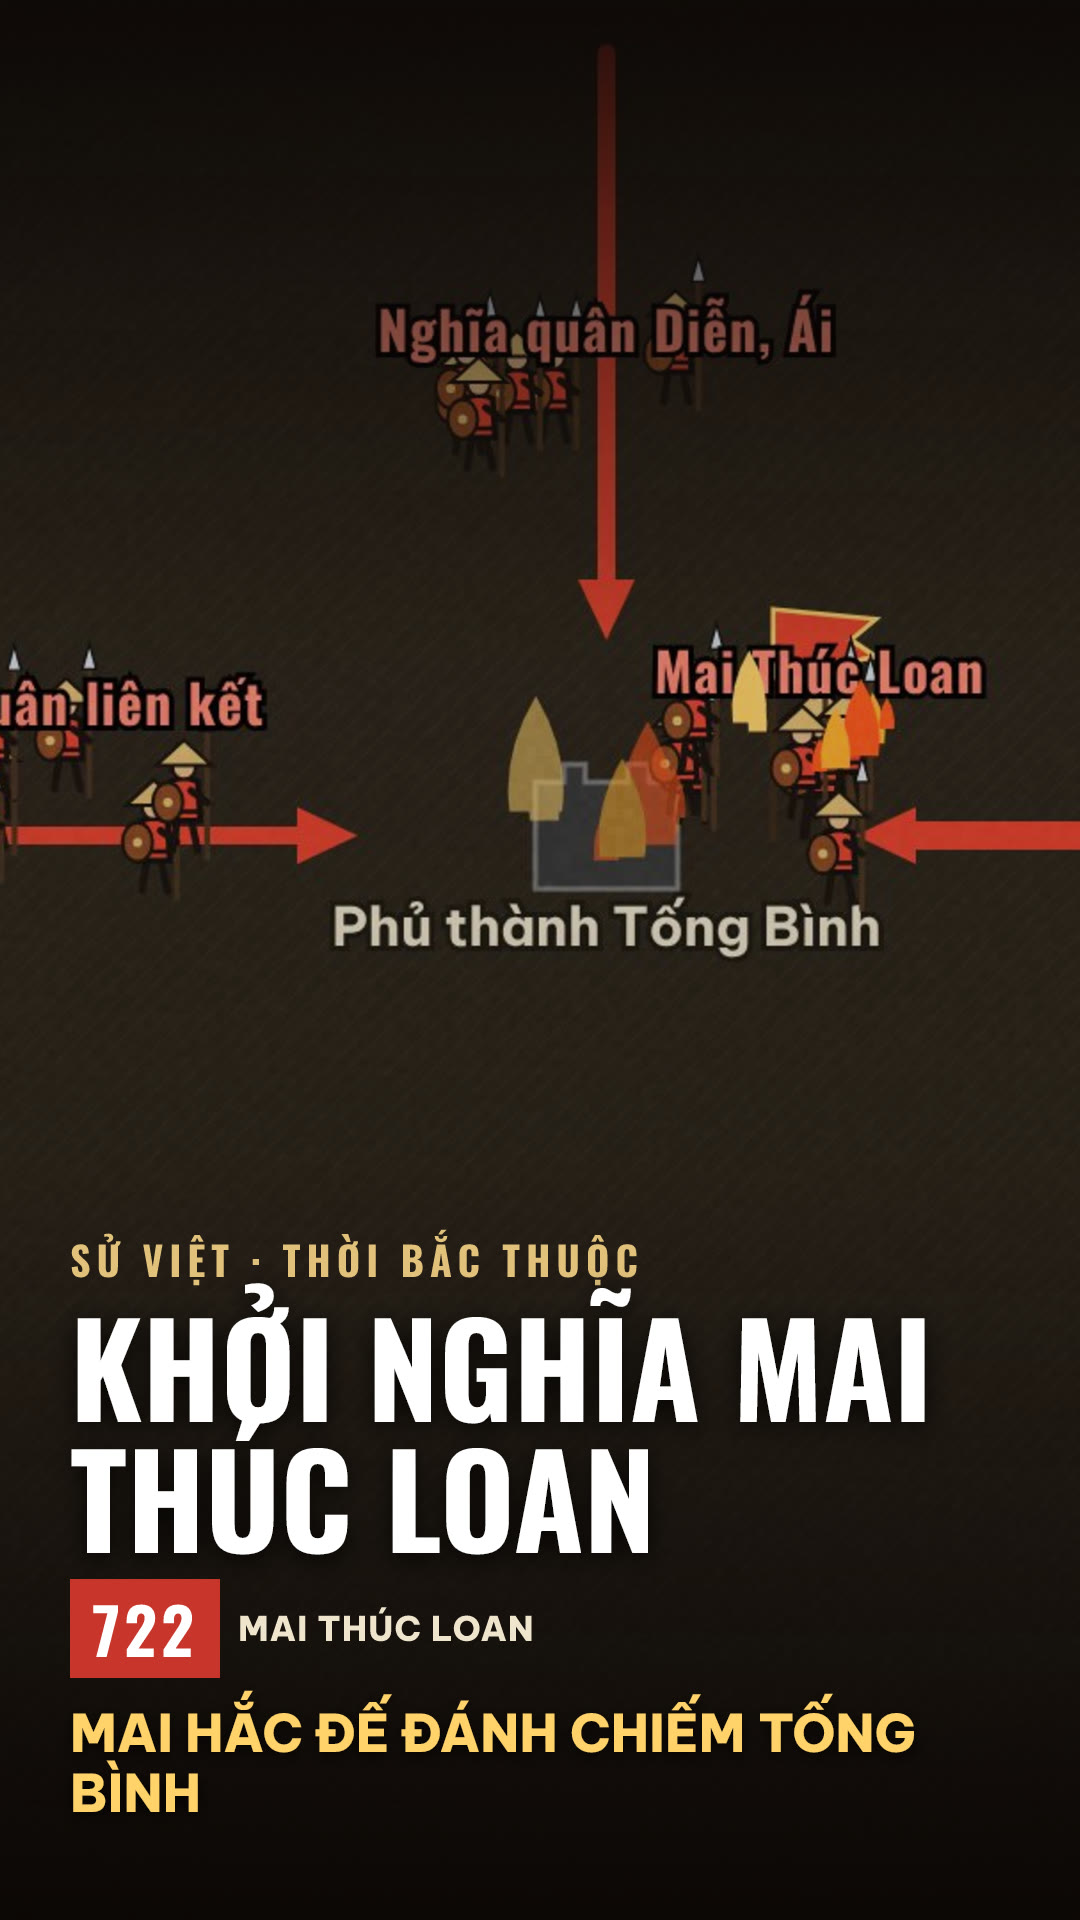 Nghĩa quân Diễn, Ái
Mai Thúc Loan
liên kết
Phủ thành Tống Bình
SỬ VIỆT · THỜI BẮC THUỘC
KHỞI NGHĨA MAI
THÚC LOAN
722
MAI THÚC LOAN
MAI HẮC ĐẾ ĐÁNH CHIẾM TỐNG
BÌNH